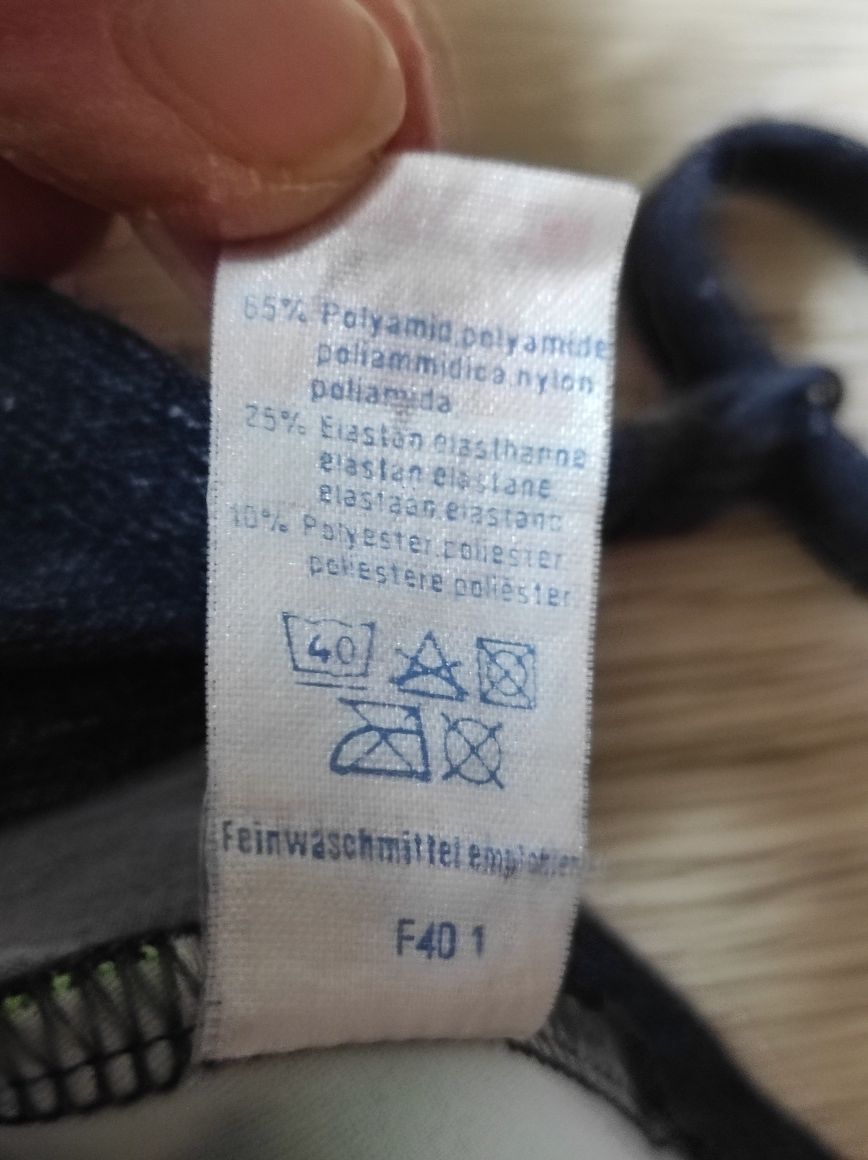 65% Polyamid,polyamide
poliammidica,nylon
poliamida
25% Elastan elasthanne
elastan elastane
elastaan,elastano
10% Polyester,poliester
poliestere poliéster
40
Feinwaschmittel empfohlen
F40 1